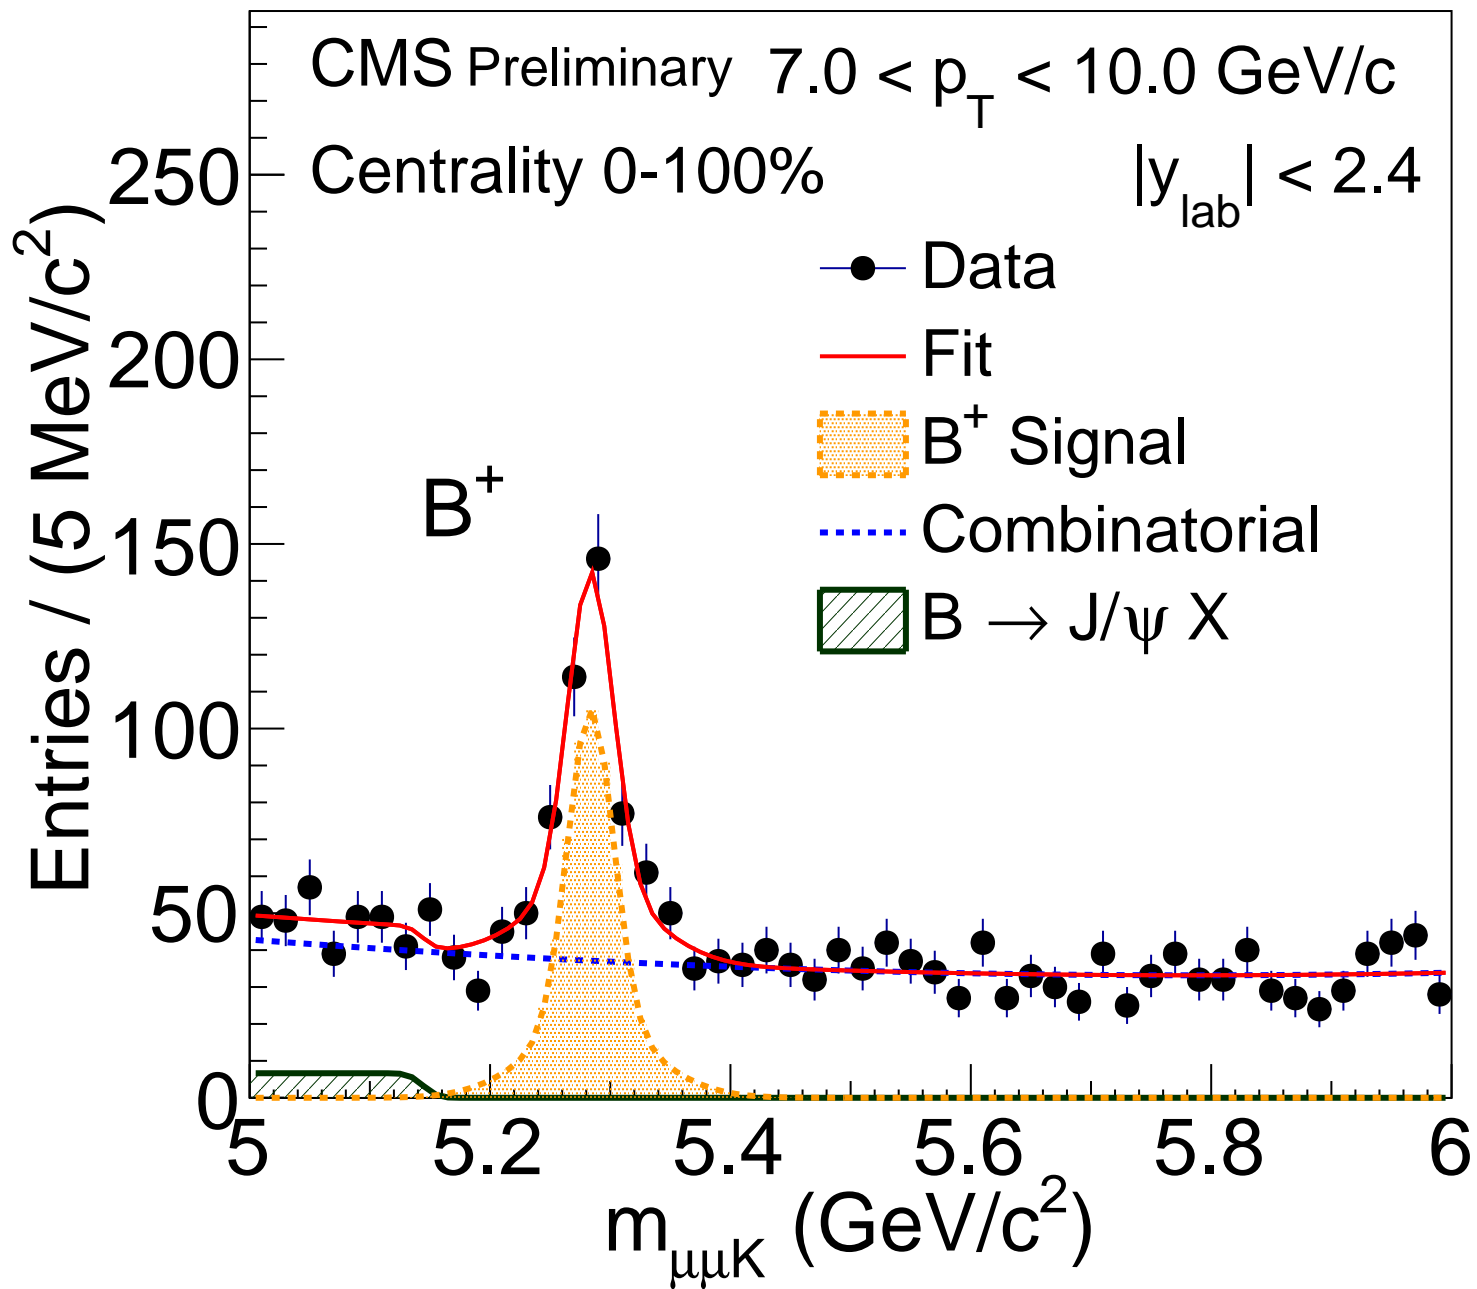 CMS Preliminary 7.0 < p_T < 10.0 GeV/c
Centrality 0-100% |y_lab| < 2.4
Data
Fit
B⁺ Signal
Combinatorial
B → J/ψ X
B⁺
Entries / (5 MeV/c²)
250
200
150
100
50
0
5 5.2 5.4 5.6 5.8 6
m_μμK (GeV/c²)